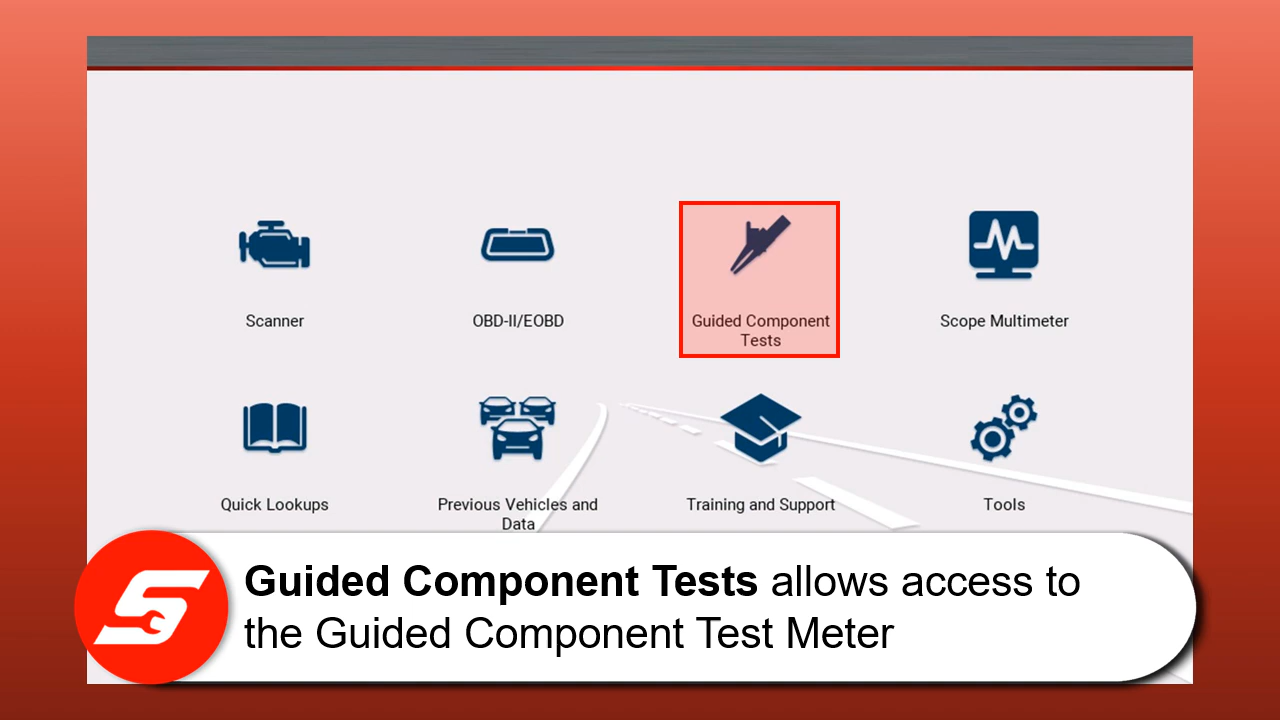 Scanner
OBD-II/EOBD
Guided Component
Tests
Scope Multimeter
Quick Lookups
Previous Vehicles and
Data
Training and Support
Tools
Guided Component Tests allows access to
the Guided Component Test Meter